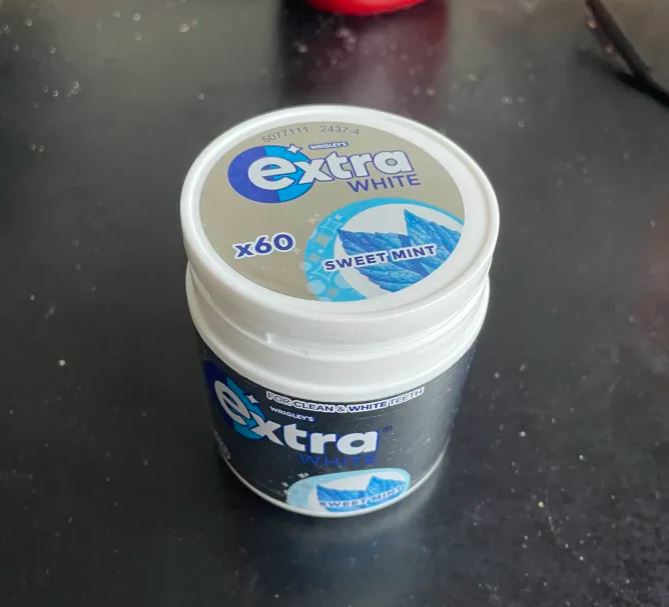 5077111 2437-4
WRIGLEY'S
extra
WHITE
x60
SWEET MINT
FOR CLEAN & WHITE TEETH
WRIGLEY'S
extra®
WHITE
SWEET MINT